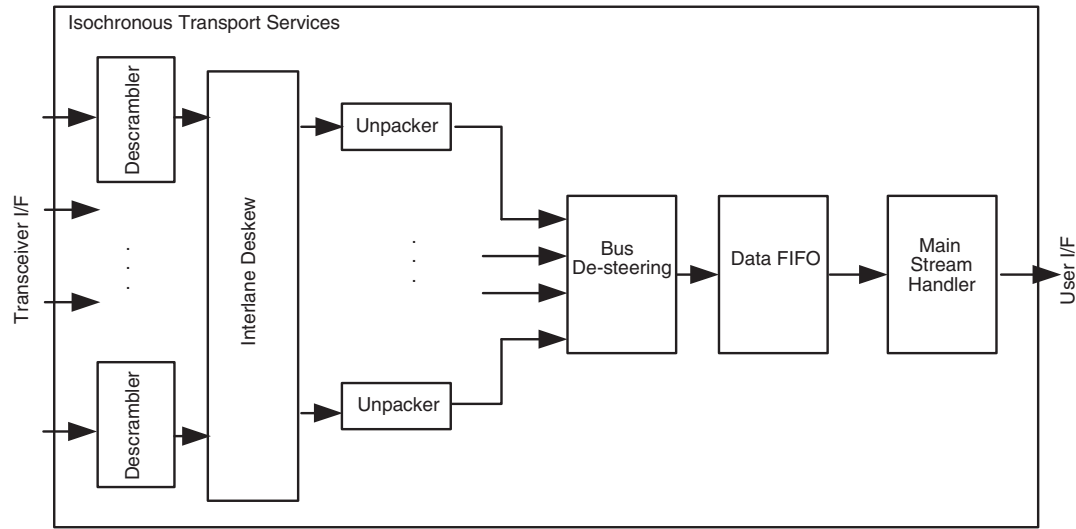 Isochronous Transport Services
Transceiver I/F
Descrambler
Descrambler
Interlane Deskew
Unpacker
Unpacker
Bus
De-steering
Data FIFO
Main
Stream
Handler
User I/F